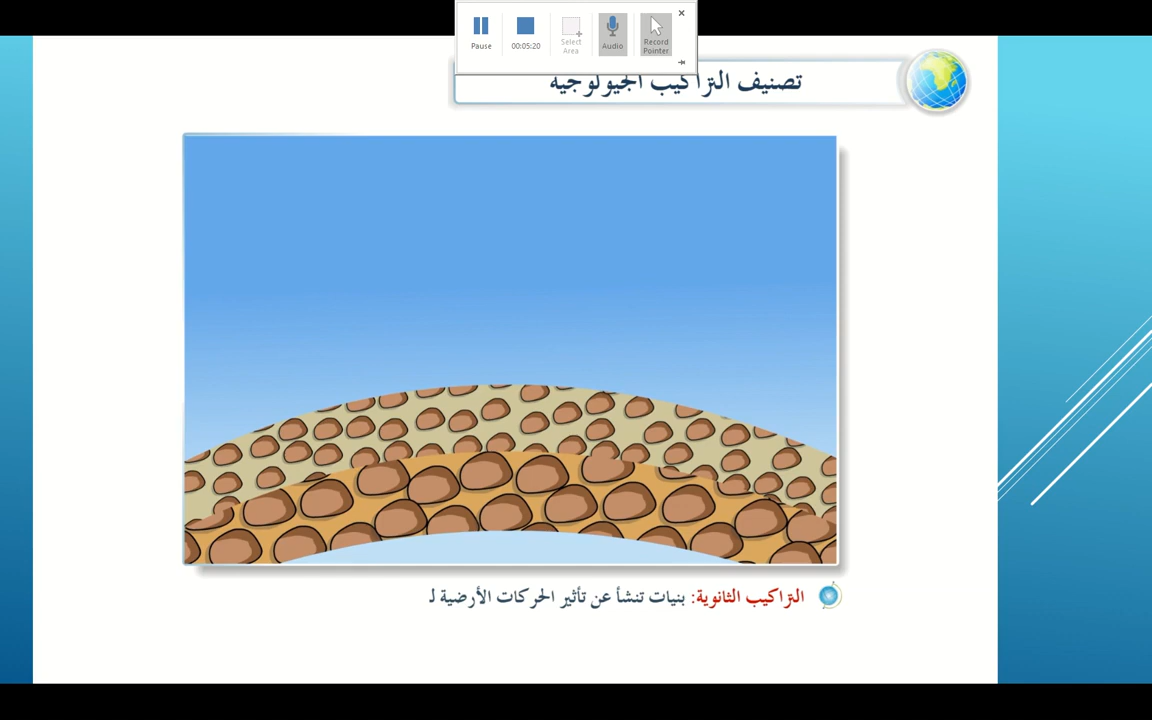 Pause
00:05:20
Select
Area
Audio
Record
Pointer
تصنيف التراكيب الجيولوجية
التراكيب الثانوية: بنيات تنشأ عن تأثير الحركات الأرضية لـ